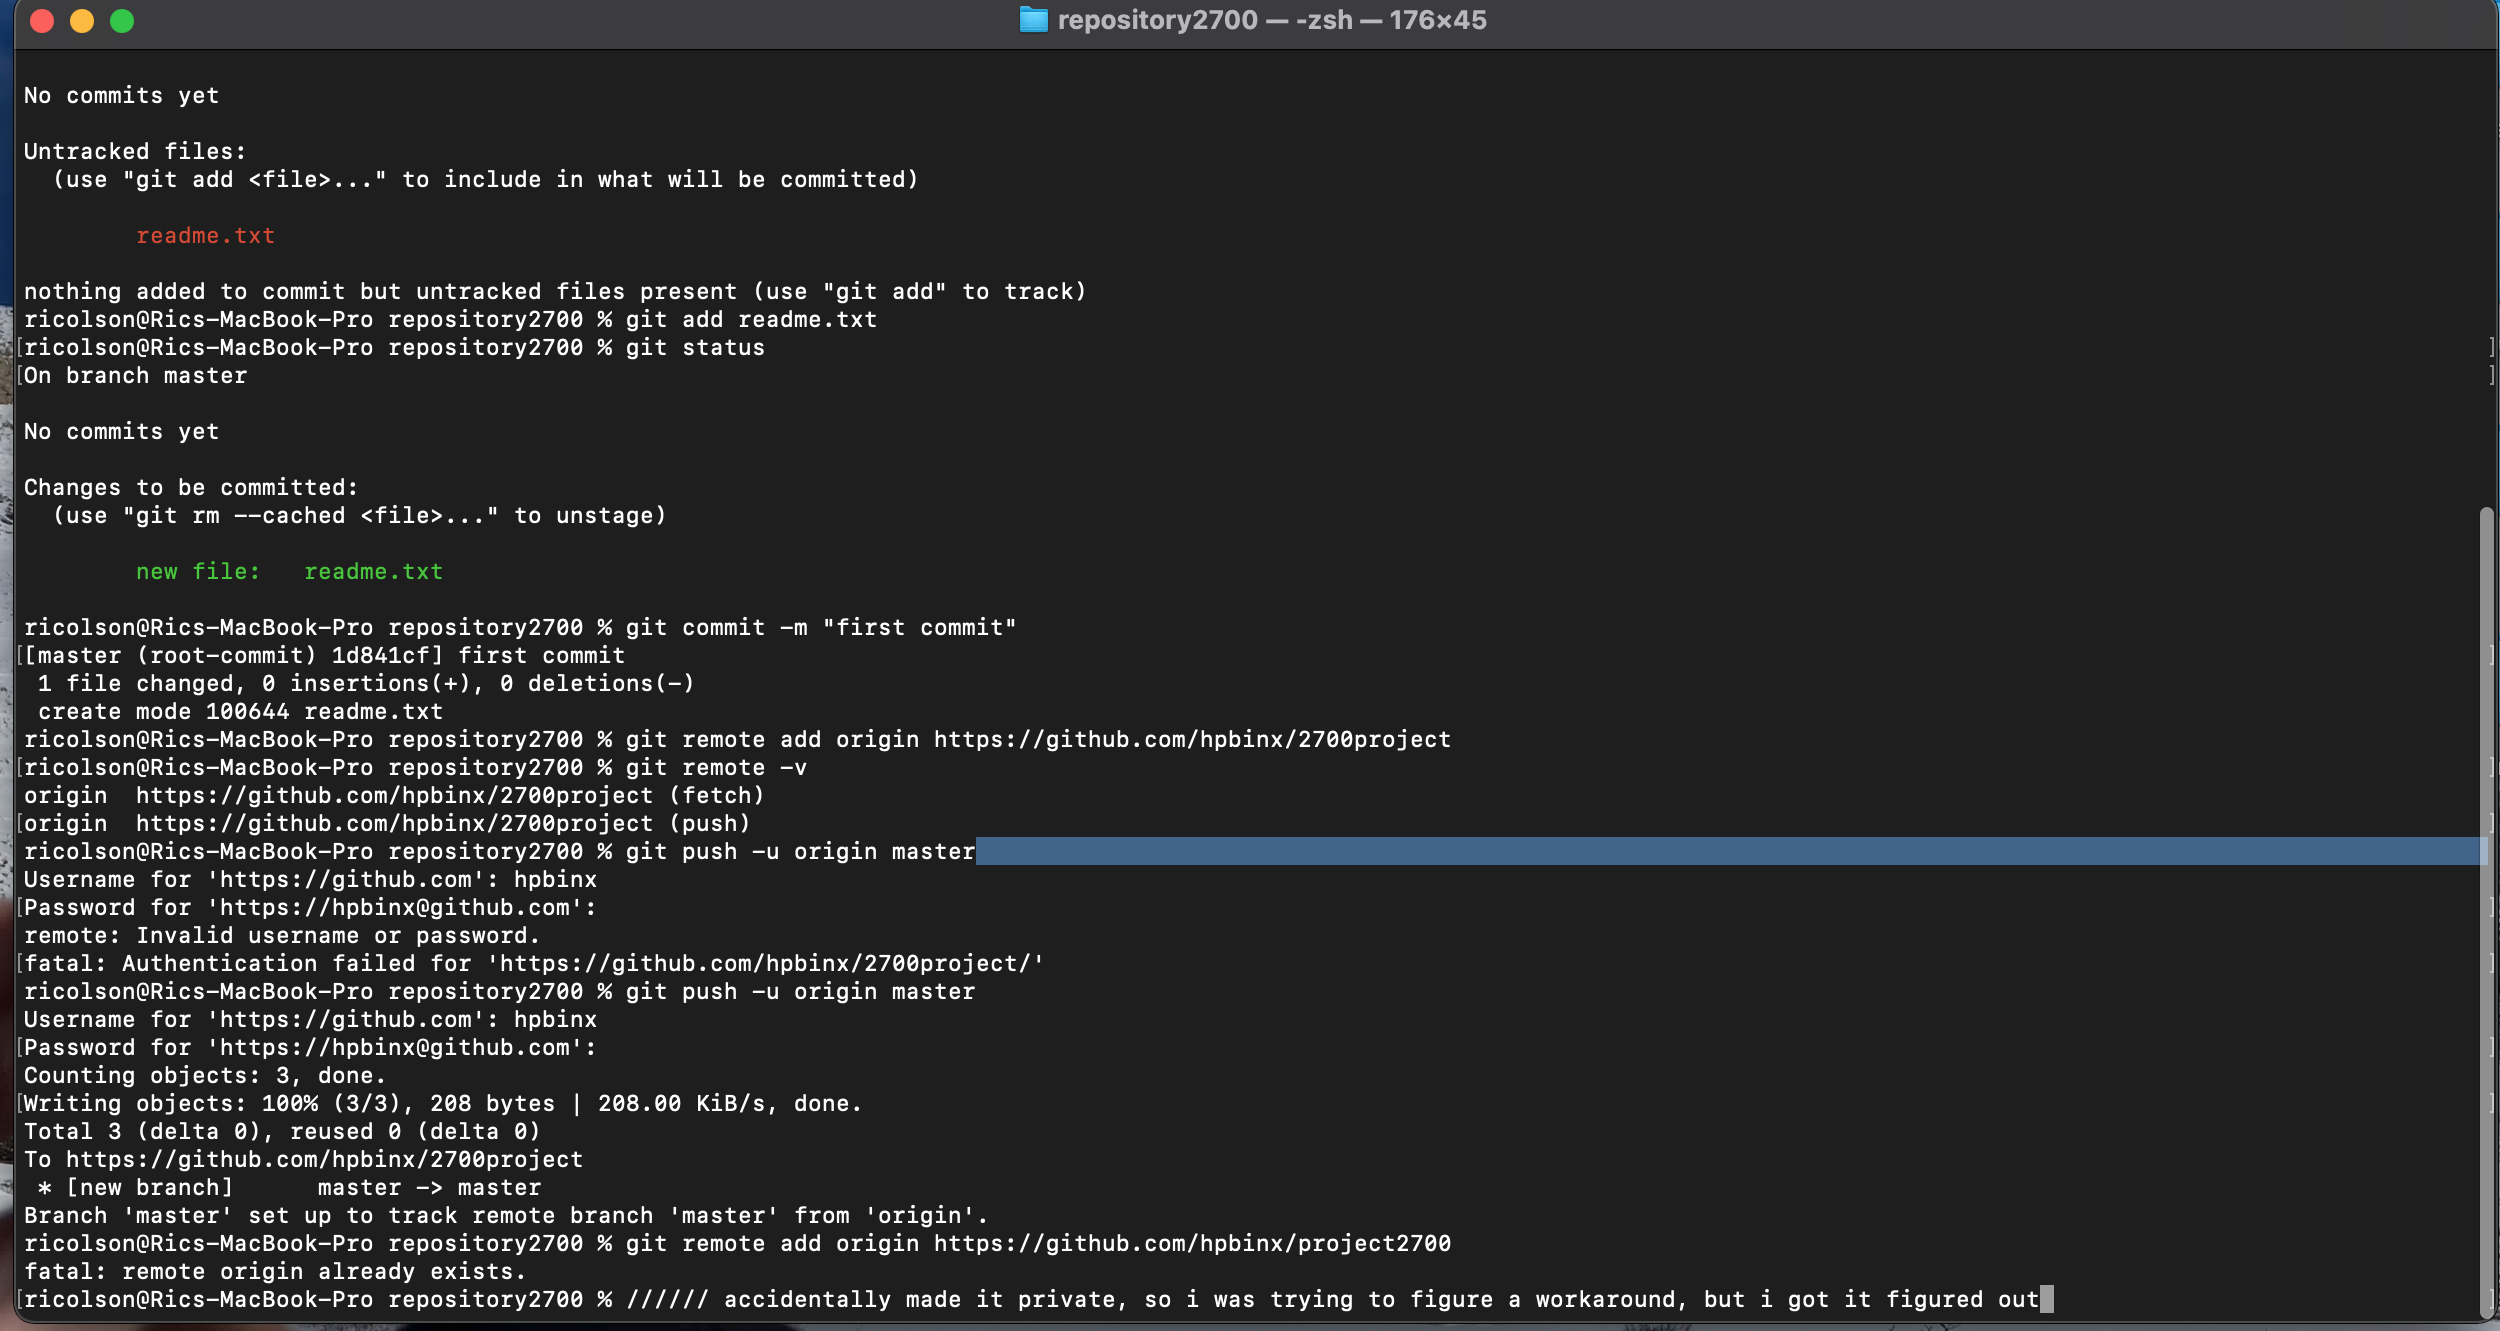 repository2700 — -zsh — 176×45
No commits yet
Untracked files:
  (use "git add <file>..." to include in what will be committed)
        readme.txt
nothing added to commit but untracked files present (use "git add" to track)
ricolson@Rics-MacBook-Pro repository2700 % git add readme.txt
[ricolson@Rics-MacBook-Pro repository2700 % git status ]
[On branch master ]
No commits yet
Changes to be committed:
  (use "git rm --cached <file>..." to unstage)
        new file:   readme.txt
ricolson@Rics-MacBook-Pro repository2700 % git commit -m "first commit"
[[master (root-commit) 1d841cf] first commit ]
 1 file changed, 0 insertions(+), 0 deletions(-)
 create mode 100644 readme.txt
ricolson@Rics-MacBook-Pro repository2700 % git remote add origin https://github.com/hpbinx/2700project
[ricolson@Rics-MacBook-Pro repository2700 % git remote -v ]
origin  https://github.com/hpbinx/2700project (fetch)
[origin  https://github.com/hpbinx/2700project (push) ]
ricolson@Rics-MacBook-Pro repository2700 % git push -u origin master
Username for 'https://github.com': hpbinx
[Password for 'https://hpbinx@github.com': ]
remote: Invalid username or password.
[fatal: Authentication failed for 'https://github.com/hpbinx/2700project/' ]
ricolson@Rics-MacBook-Pro repository2700 % git push -u origin master
Username for 'https://github.com': hpbinx
[Password for 'https://hpbinx@github.com': ]
Counting objects: 3, done.
[Writing objects: 100% (3/3), 208 bytes | 208.00 KiB/s, done. ]
Total 3 (delta 0), reused 0 (delta 0)
To https://github.com/hpbinx/2700project
 * [new branch]      master -> master
Branch 'master' set up to track remote branch 'master' from 'origin'.
ricolson@Rics-MacBook-Pro repository2700 % git remote add origin https://github.com/hpbinx/project2700
fatal: remote origin already exists.
[ricolson@Rics-MacBook-Pro repository2700 % ////// accidentally made it private, so i was trying to figure a workaround, but i got it figured out ]